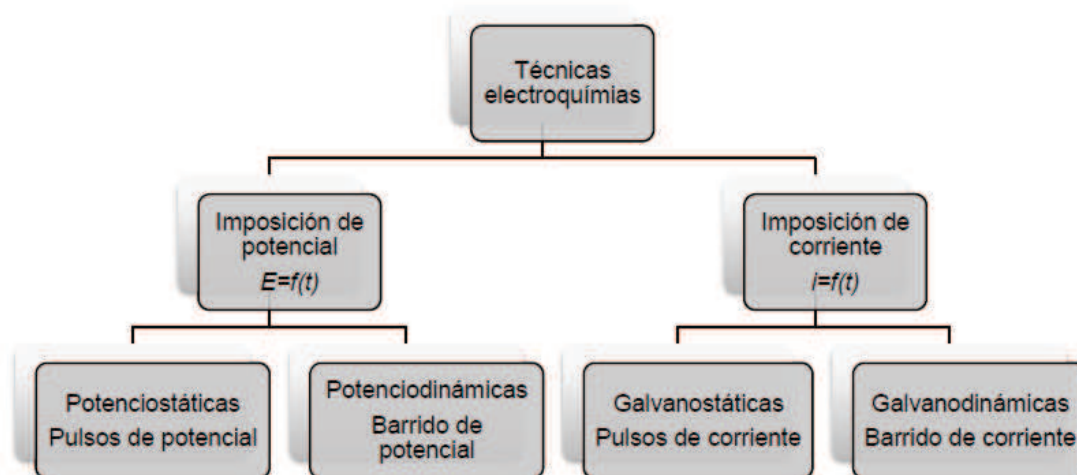 Técnicas
electroquímias
Imposición de
potencial
E=f(t)
Imposición de
corriente
i=f(t)
Potenciostáticas
Pulsos de potencial
Potenciodinámicas
Barrido de
potencial
Galvanostáticas
Pulsos de corriente
Galvanodinámicas
Barrido de corriente